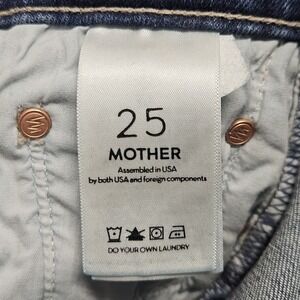 25
MOTHER
Assembled in USA
by both USA and foreign components
DO YOUR OWN LAUNDRY